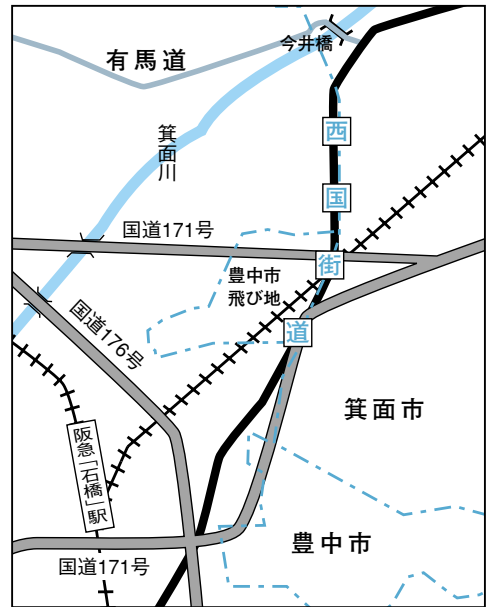 今井橋
有馬道
西国街道
箕面川
国道171号
豊中市
飛び地
国道176号
箕面市
阪急「石橋」駅
豊中市
国道171号